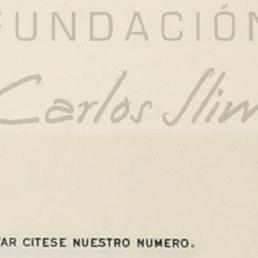 FUNDACIÓN
Carlos Slim
AR CITESE NUESTRO NUMERO.